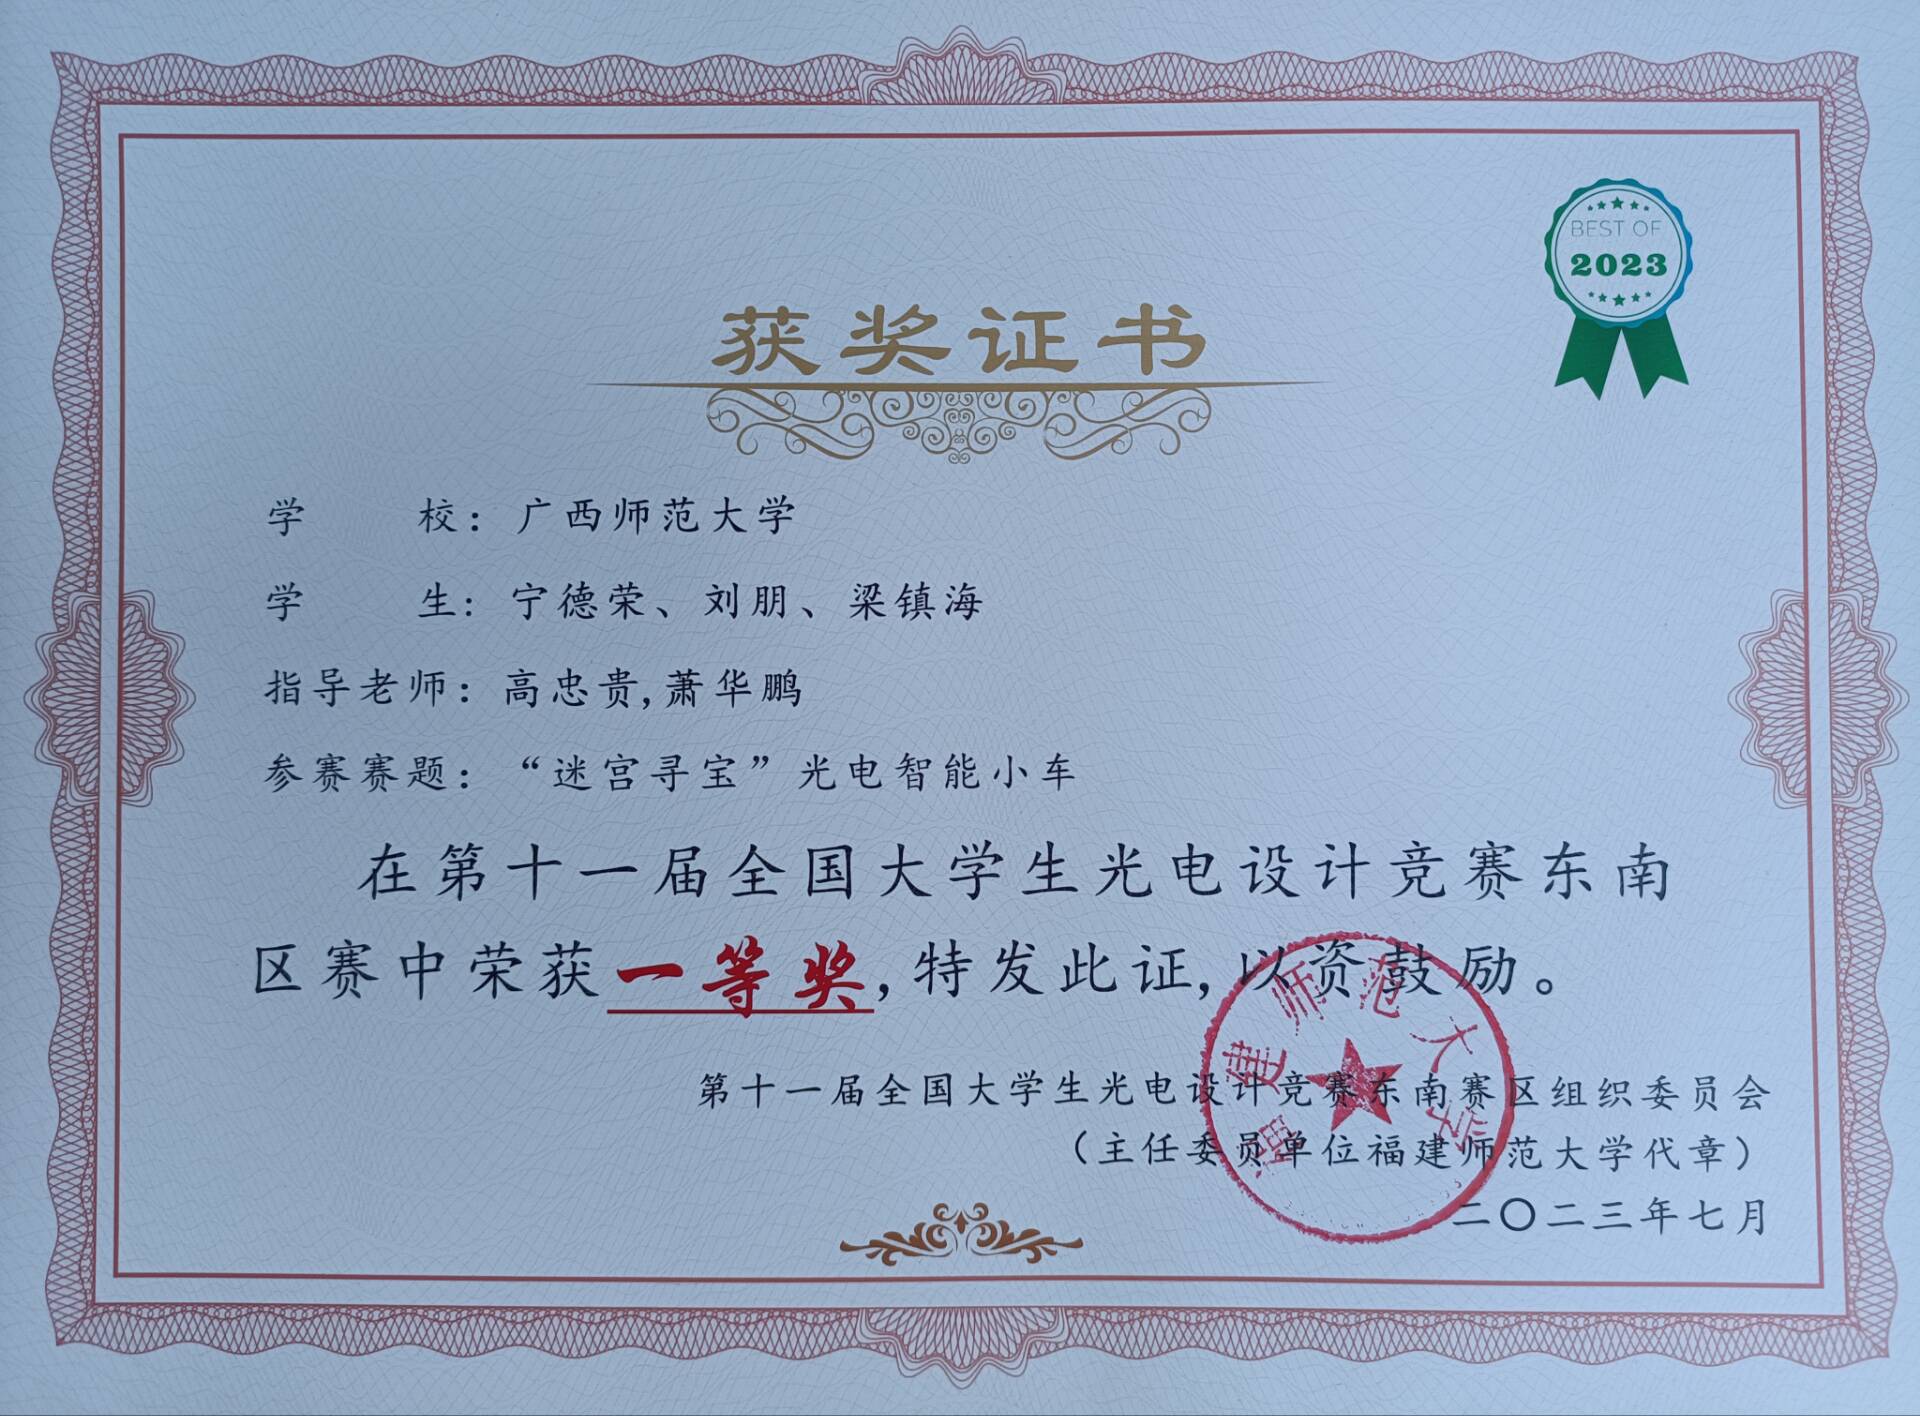 BEST OF
2023
获奖证书
学 校：广西师范大学
学 生：宁德荣、刘朋、梁镇海
指导老师：高忠贵,萧华鹏
参赛赛题：“迷宫寻宝”光电智能小车
在第十一届全国大学生光电设计竞赛东南
区赛中荣获一等奖,特发此证,以资鼓励。
第十一届全国大学生光电设计竞赛东南赛区组织委员会
（主任委员单位福建师范大学代章）
二〇二三年七月
福建师范大学